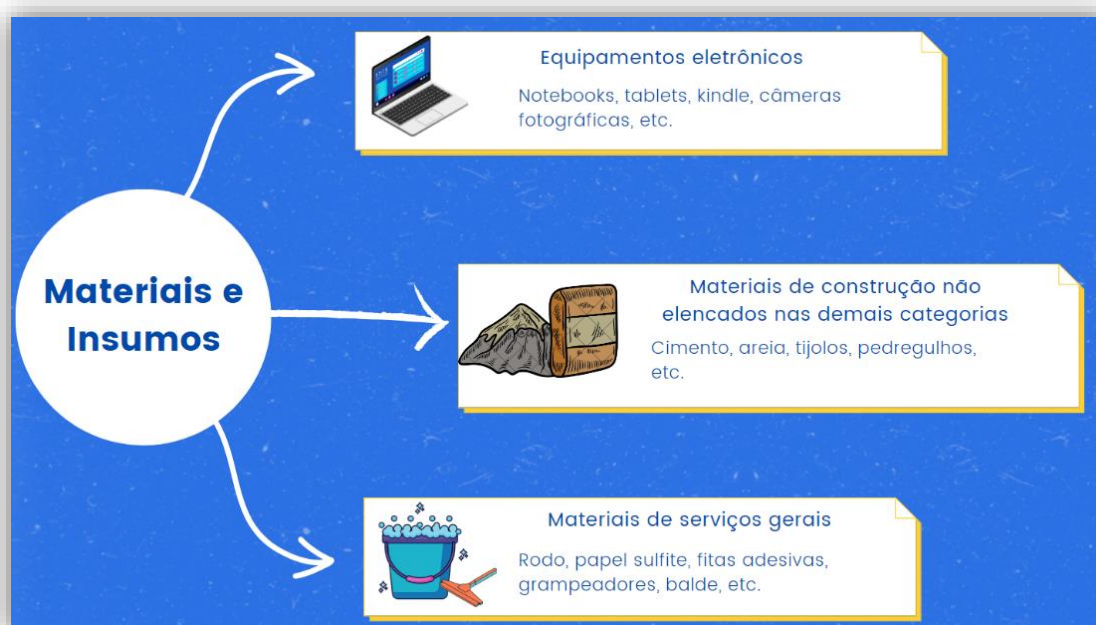 Equipamentos eletrônicos
Notebooks, tablets, kindle, câmeras
fotográficas, etc.
Materiais e
Insumos
Materiais de construção não
elencados nas demais categorias
Cimento, areia, tijolos, pedregulhos,
etc.
Materiais de serviços gerais
Rodo, papel sulfite, fitas adesivas,
grampeadores, balde, etc.